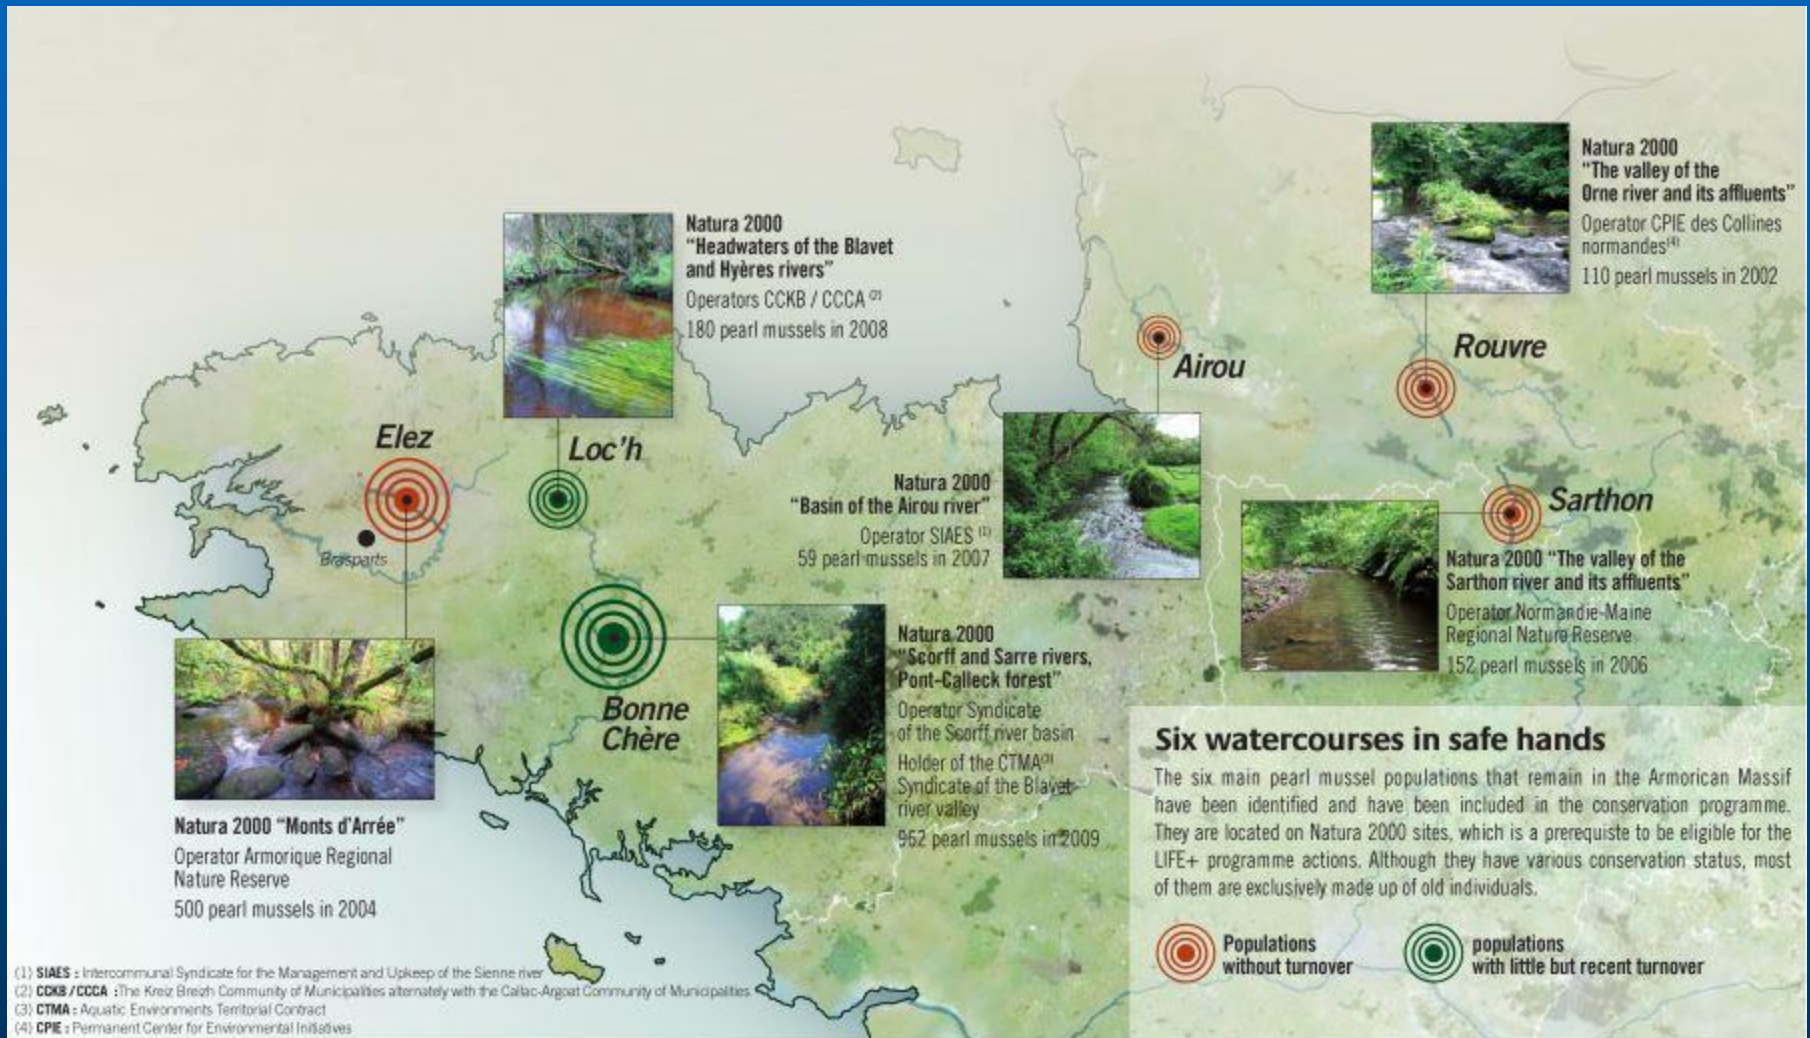 Natura 2000
"The valley of the
Orne river and its affluents"
Operator CPIE des Collines
normandes(4)
110 pearl mussels in 2002
Rouvre
Natura 2000
"Headwaters of the Blavet
and Hyères rivers"
Operators CCKB / CCCA (2)
180 pearl mussels in 2008
Airou
Elez
Loc'h
Brasparts
Natura 2000
"Basin of the Airou river"
Operator SIAES (1)
59 pearl mussels in 2007
Sarthon
Natura 2000 "The valley of the
Sarthon river and its affluents"
Operator Normandie-Maine
Regional Nature Reserve
152 pearl mussels in 2006
Bonne
Chère
Natura 2000
"Scorff and Sarre rivers,
Pont-Calleck forest"
Operator Syndicate
of the Scorff river basin
Holder of the CTMA(3)
Syndicate of the Blavet
river valley
962 pearl mussels in 2009
Natura 2000 "Monts d'Arrée"
Operator Armorique Regional
Nature Reserve
500 pearl mussels in 2004
Six watercourses in safe hands
The six main pearl mussel populations that remain in the Armorican Massif
have been identified and have been included in the conservation programme.
They are located on Natura 2000 sites, which is a prerequiste to be eligible for the
LIFE+ programme actions. Although they have various conservation status, most
of them are exclusively made up of old individuals.
Populations
without turnover
populations
with little but recent turnover
(1) SIAES : Intercommunal Syndicate for the Management and Upkeep of the Sienne river
(2) CCKB / CCCA : The Kreiz Breizh Community of Municipalities alternately with the Callac-Argoat Community of Municipalities
(3) CTMA : Aquatic Environments Territorial Contract
(4) CPIE : Permanent Center for Environmental Initiatives